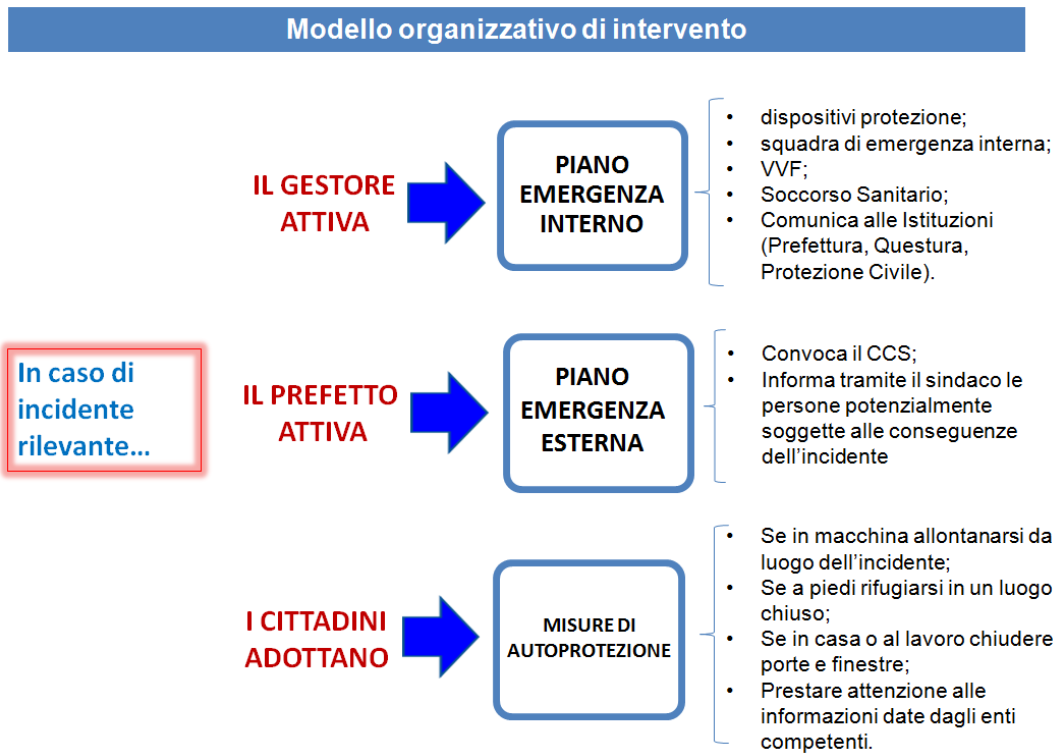 Modello organizzativo di intervento
In caso di
incidente
rilevante...
IL GESTORE
ATTIVA
PIANO
EMERGENZA
INTERNO
• dispositivi protezione;
• squadra di emergenza interna;
• VVF;
• Soccorso Sanitario;
• Comunica alle Istituzioni
(Prefettura, Questura,
Protezione Civile).
IL PREFETTO
ATTIVA
PIANO
EMERGENZA
ESTERNA
• Convoca il CCS;
• Informa tramite il sindaco le
persone potenzialmente
soggette alle conseguenze
dell'incidente
I CITTADINI
ADOTTANO
MISURE DI
AUTOPROTEZIONE
• Se in macchina allontanarsi da
luogo dell'incidente;
• Se a piedi rifugiarsi in un luogo
chiuso;
• Se in casa o al lavoro chiudere
porte e finestre;
• Prestare attenzione alle
informazioni date dagli enti
competenti.